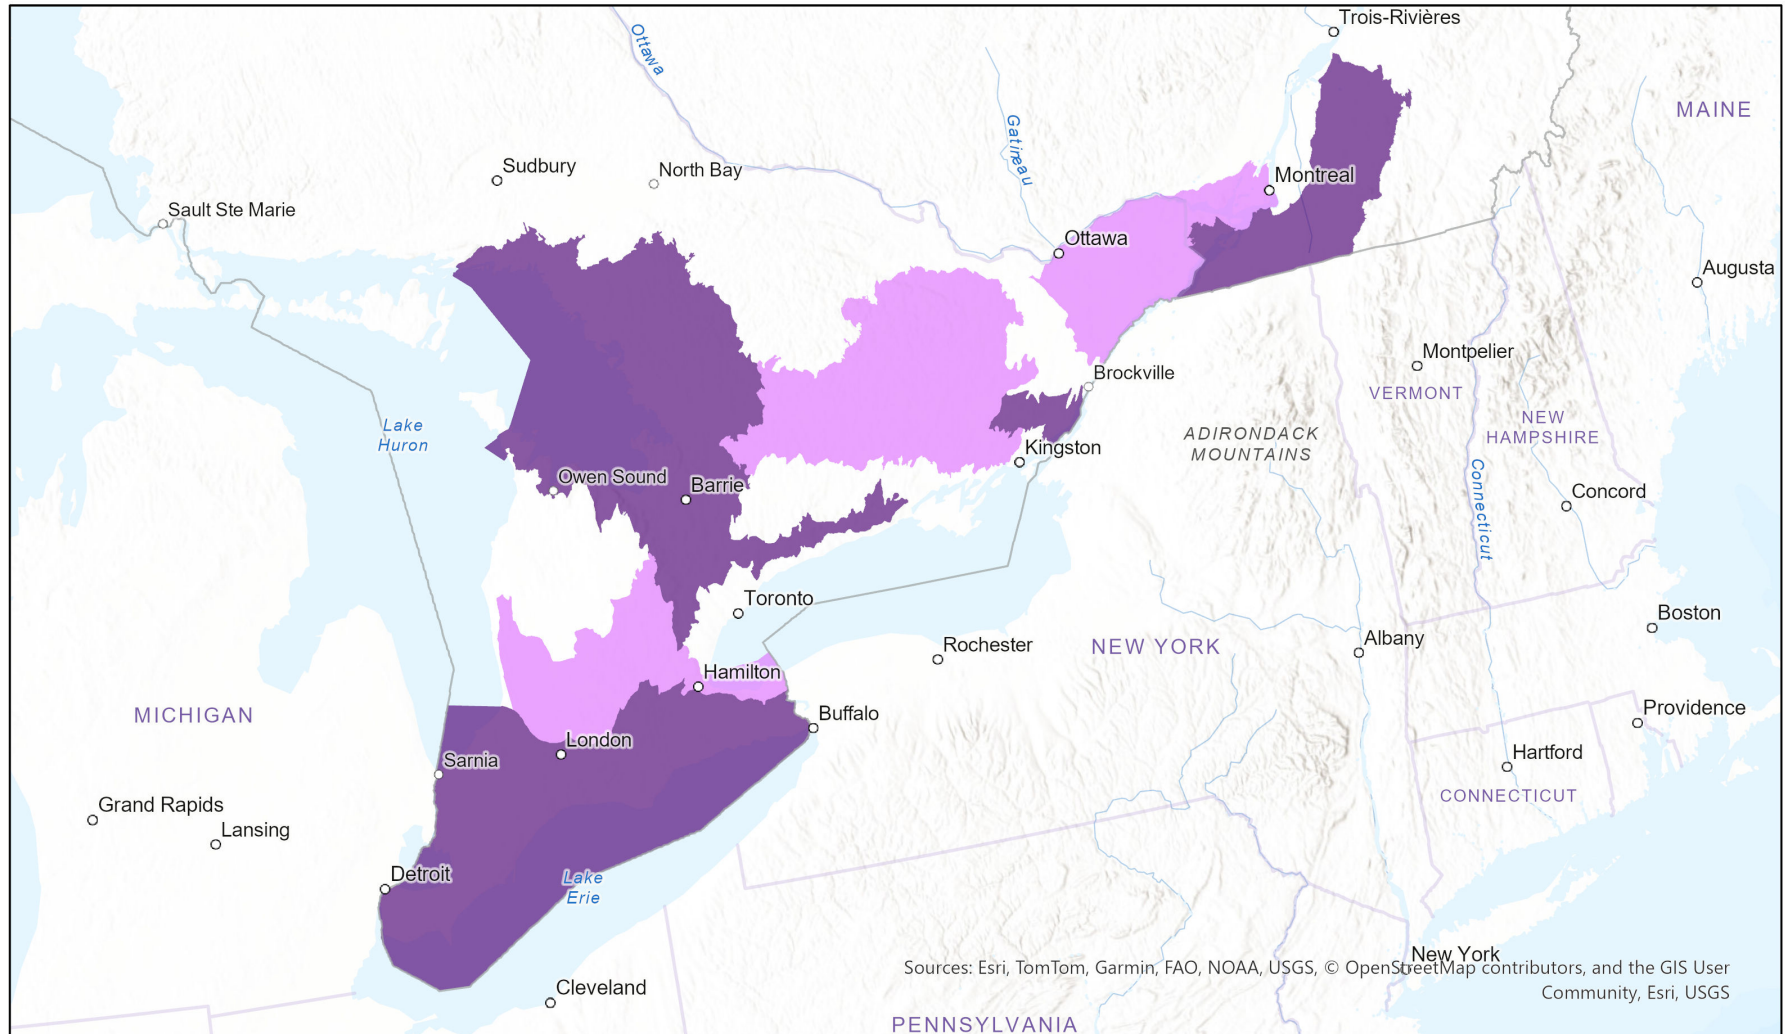 Trois-Rivières
Ottawa
MAINE
Gatineau
Sudbury
North Bay
Montreal
Sault Ste Marie
Ottawa
Augusta
Montpelier
Brockville
VERMONT
NEW
HAMPSHIRE
Lake
Huron
ADIRONDACK
MOUNTAINS
Kingston
Owen Sound
Barrie
Connecticut
Concord
Toronto
Boston
Rochester
NEW YORK
Albany
Hamilton
MICHIGAN
Buffalo
Providence
London
Sarnia
Hartford
CONNECTICUT
Grand Rapids
Lansing
Detroit
Lake
Erie
New York
Sources: Esri, TomTom, Garmin, FAO, NOAA, USGS, © OpenStreetMap contributors, and the GIS User
Community, Esri, USGS
Cleveland
PENNSYLVANIA